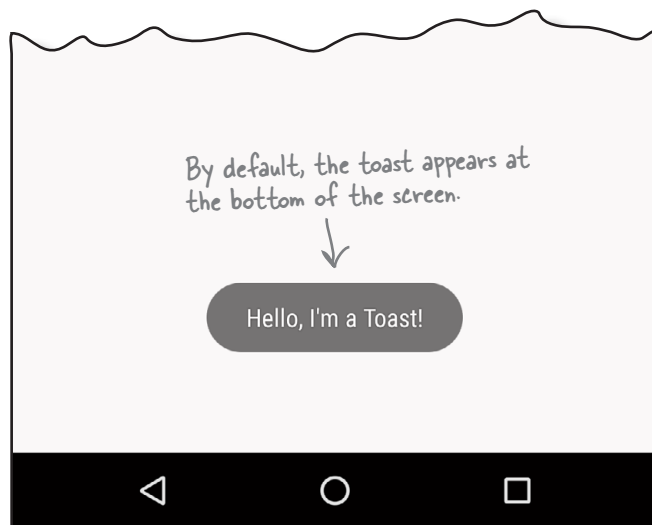 By default, the toast appears at
the bottom of the screen.
Hello, I'm a Toast!